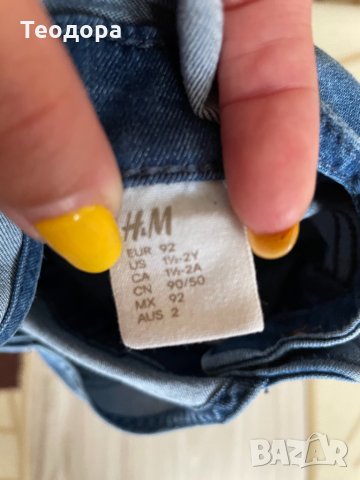 Теодора
H&M
EUR 92
US 1½-2Y
CA 1½-2A
CN 90/50
MX 92
AUS 2
BAZAR